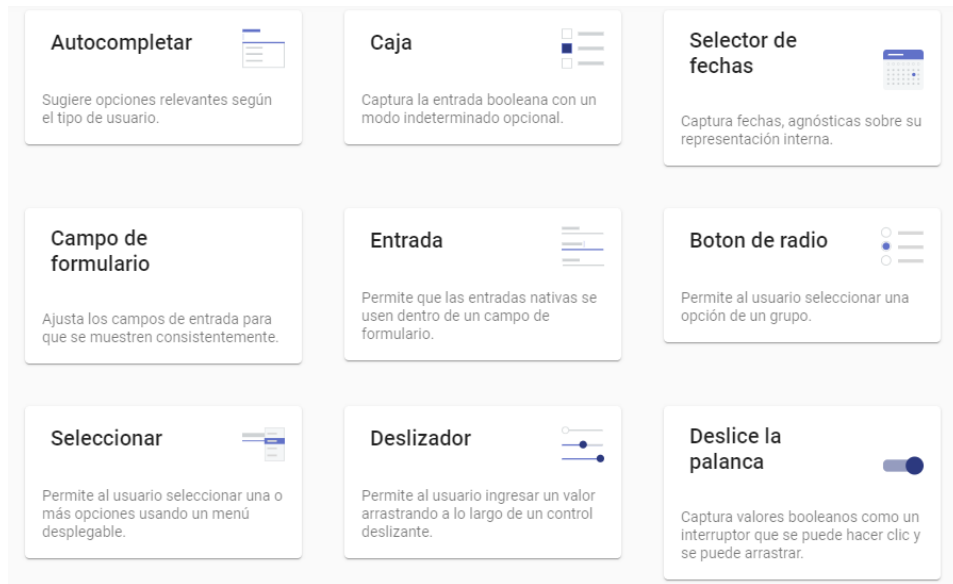 Autocompletar
Sugiere opciones relevantes según
el tipo de usuario.
Caja
Captura la entrada booleana con un
modo indeterminado opcional.
Selector de
fechas
Captura fechas, agnósticas sobre su
representación interna.
Campo de
formulario
Ajusta los campos de entrada para
que se muestren consistentemente.
Entrada
Permite que las entradas nativas se
usen dentro de un campo de
formulario.
Boton de radio
Permite al usuario seleccionar una
opción de un grupo.
Seleccionar
Permite al usuario seleccionar una o
más opciones usando un menú
desplegable.
Deslizador
Permite al usuario ingresar un valor
arrastrando a lo largo de un control
deslizante.
Deslice la
palanca
Captura valores booleanos como un
interruptor que se puede hacer clic y
se puede arrastrar.